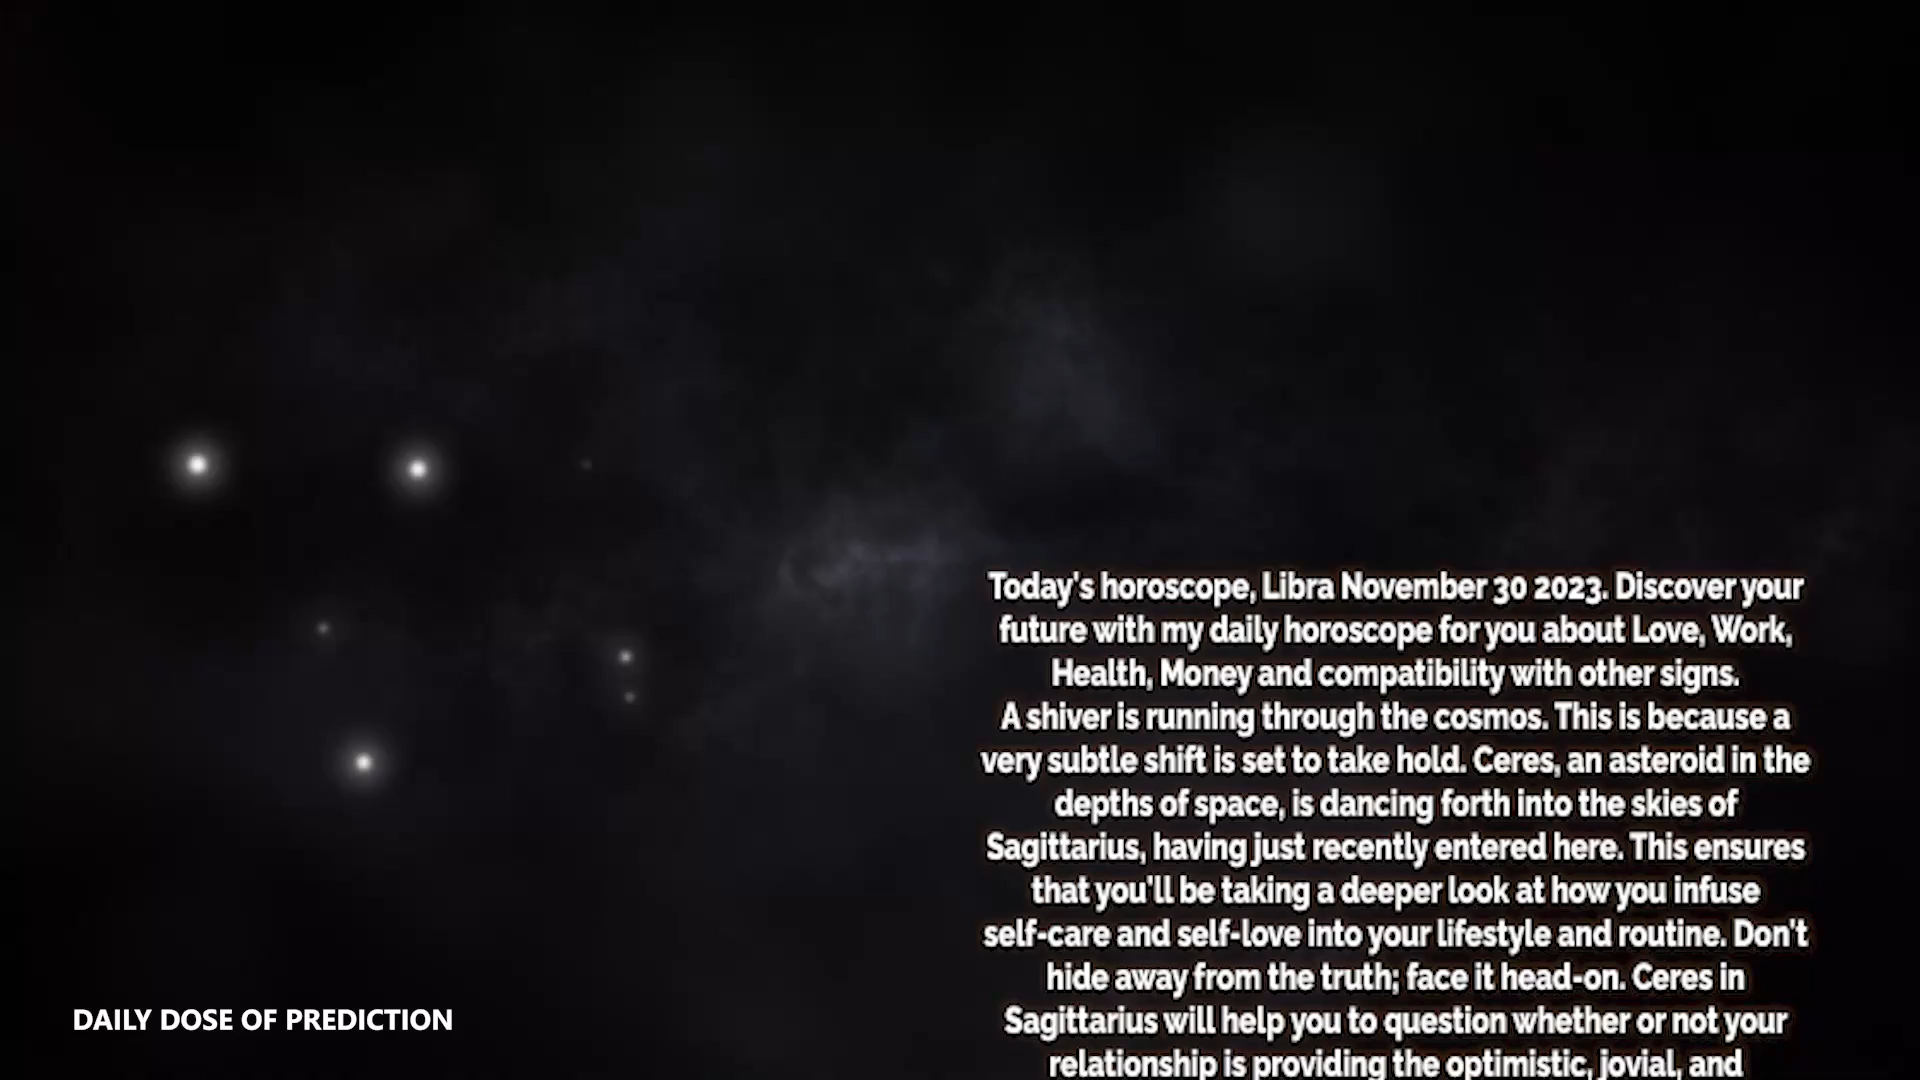 Today's horoscope, Libra November 30 2023. Discover your
future with my daily horoscope for you about Love, Work,
Health, Money and compatibility with other signs.
A shiver is running through the cosmos. This is because a
very subtle shift is set to take hold. Ceres, an asteroid in the
depths of space, is dancing forth into the skies of
Sagittarius, having just recently entered here. This ensures
that you'll be taking a deeper look at how you infuse
self-care and self-love into your lifestyle and routine. Don't
hide away from the truth; face it head-on. Ceres in
Sagittarius will help you to question whether or not your
relationship is providing the optimistic, jovial, and
DAILY DOSE OF PREDICTION